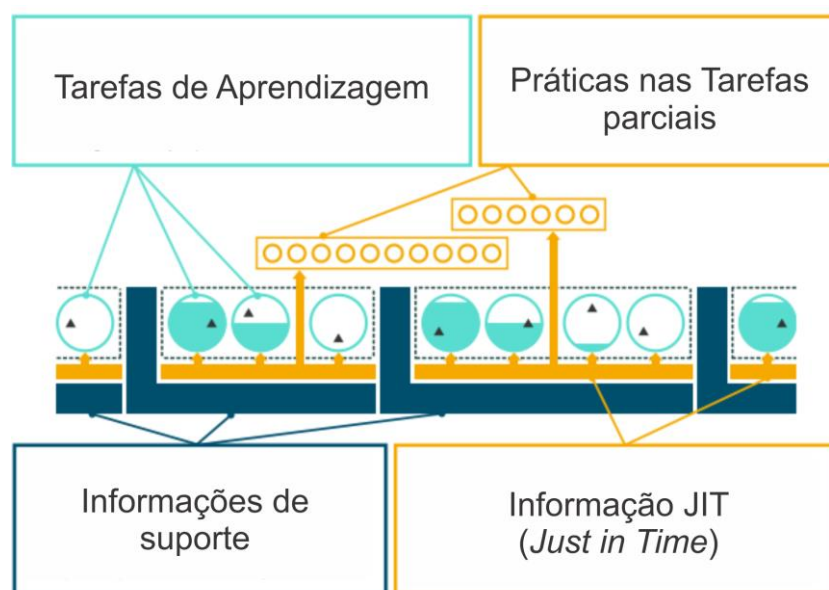 Tarefas de Aprendizagem
Práticas nas Tarefas
parciais
Informações de
suporte
Informação JIT
(Just in Time)